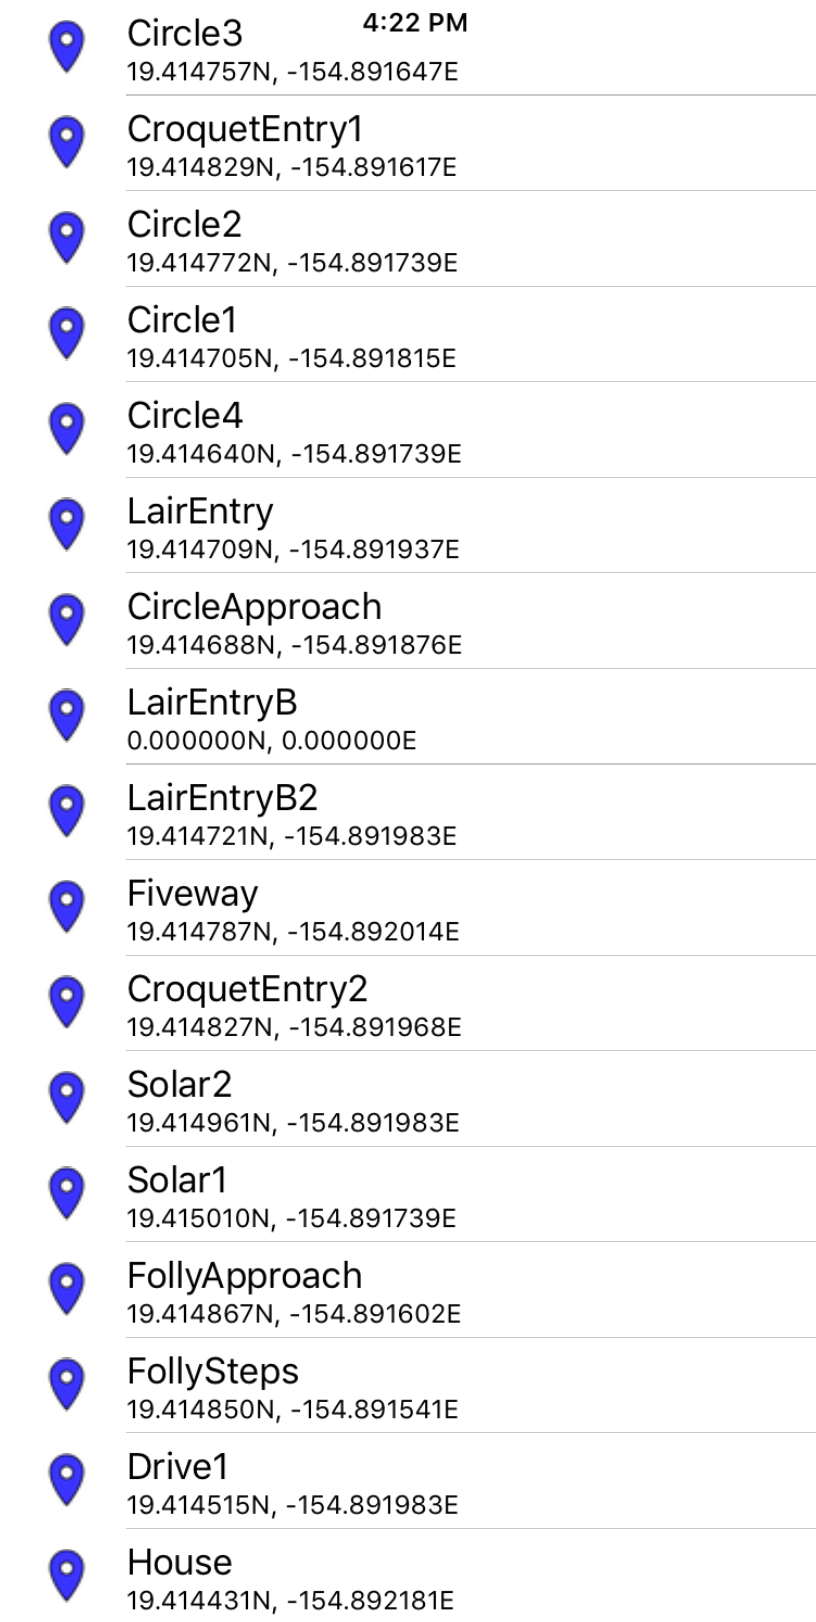 4:22 PM
Circle3
19.414757N, -154.891647E
CroquetEntry1
19.414829N, -154.891617E
Circle2
19.414772N, -154.891739E
Circle1
19.414705N, -154.891815E
Circle4
19.414640N, -154.891739E
LairEntry
19.414709N, -154.891937E
CircleApproach
19.414688N, -154.891876E
LairEntryB
0.000000N, 0.000000E
LairEntryB2
19.414721N, -154.891983E
Fiveway
19.414787N, -154.892014E
CroquetEntry2
19.414827N, -154.891968E
Solar2
19.414961N, -154.891983E
Solar1
19.415010N, -154.891739E
FollyApproach
19.414867N, -154.891602E
FollySteps
19.414850N, -154.891541E
Drive1
19.414515N, -154.891983E
House
19.414431N, -154.892181E